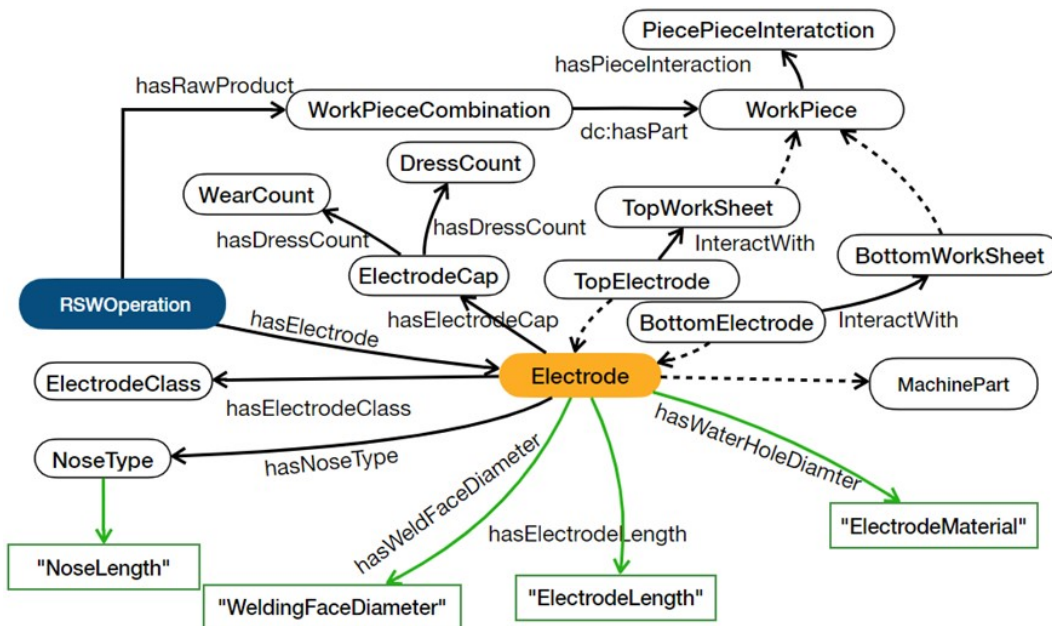 PiecePieceInteratction
hasPieceInteraction
hasRawProduct
WorkPieceCombination
dc:hasPart
WorkPiece
DressCount
WearCount
hasDressCount
hasDressCount
TopWorkSheet
InteractWith
BottomWorkSheet
ElectrodeCap
TopElectrode
RSWOperation
hasElectrode
hasElectrodeCap
BottomElectrode
InteractWith
ElectrodeClass
hasElectrodeClass
Electrode
MachinePart
NoseType
hasNoseType
hasWeldFaceDiameter
hasElectrodeLength
hasWaterHoleDiamter
"ElectrodeMaterial"
"NoseLength"
"WeldingFaceDiameter"
"ElectrodeLength"